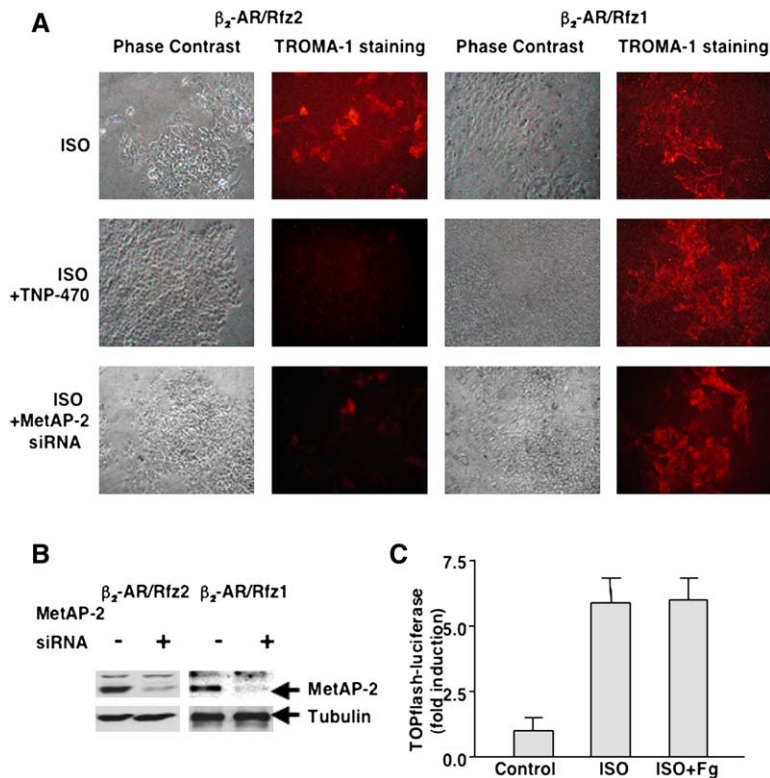 A
β₂-AR/Rfz2 β₂-AR/Rfz1
Phase Contrast TROMA-1 staining Phase Contrast TROMA-1 staining
ISO
ISO
+TNP-470
ISO
+MetAP-2
siRNA
B
β₂-AR/Rfz2 β₂-AR/Rfz1
MetAP-2
siRNA - + - +
MetAP-2
Tubulin
C
TOPflash-luciferase
(fold induction)
7.5
5.0
2.5
0.0
Control ISO ISO+Fg